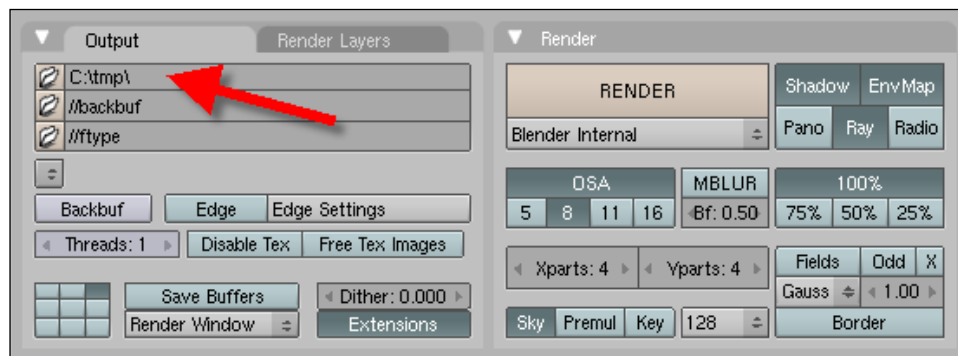 Output
Render Layers
C:\tmp\
//backbuf
//ftype
Backbuf
Edge
Edge Settings
Threads: 1
Disable Tex
Free Tex Images
Save Buffers
Dither: 0.000
Render Window
Extensions
Render
RENDER
Blender Internal
Shadow
EnvMap
Pano
Ray
Radio
OSA
MBLUR
100%
5
8
11
16
Bf: 0.50
75%
50%
25%
Xparts: 4
Yparts: 4
Fields
Odd
X
Gauss
1.00
Sky
Premul
Key
128
Border